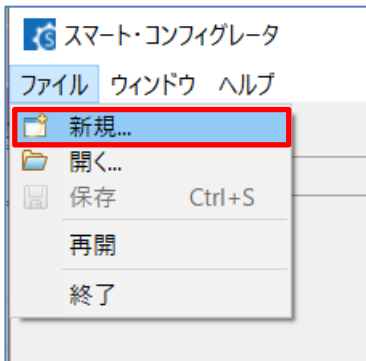 スマート・コンフィグレータ
ファイル ウィンドウ ヘルプ
新規...
開く...
保存 Ctrl+S
再開
終了